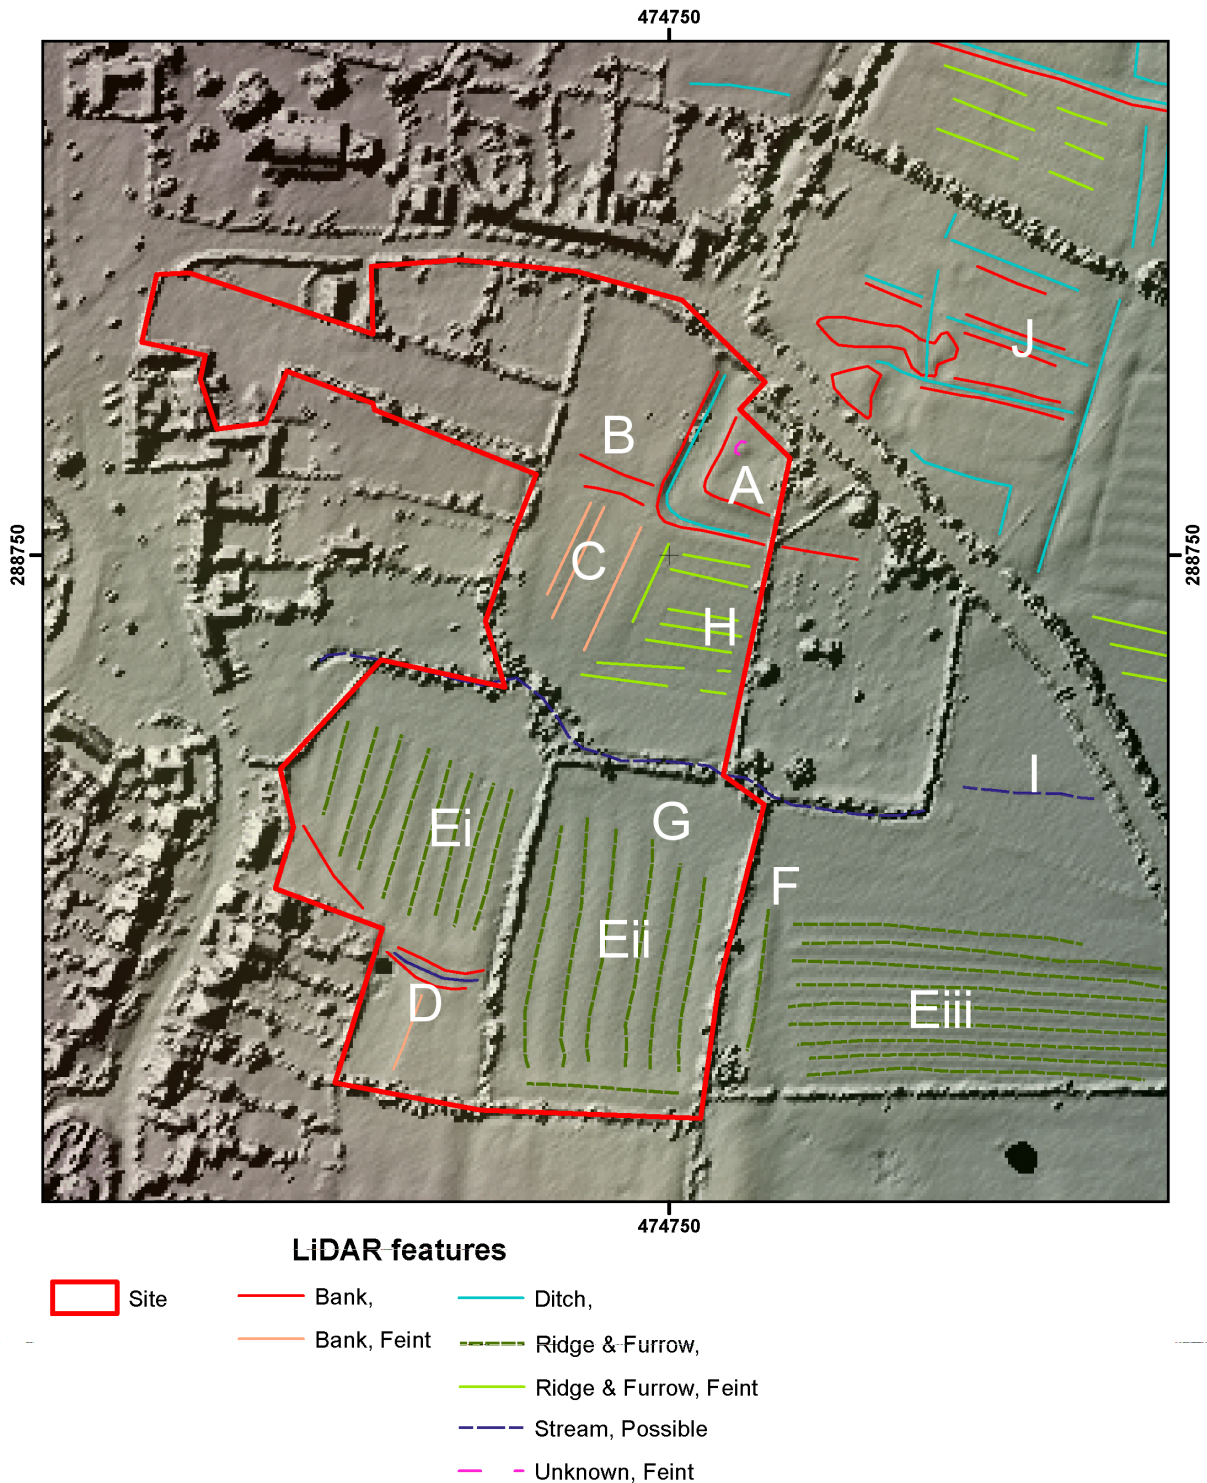 474750
J
B
A
288750
288750
C
H
I
G
Ei
F
Eii
Eiii
D
474750
LiDAR features
Site
Bank,
Ditch,
Bank, Feint
Ridge & Furrow,
Ridge & Furrow, Feint
Stream, Possible
Unknown, Feint